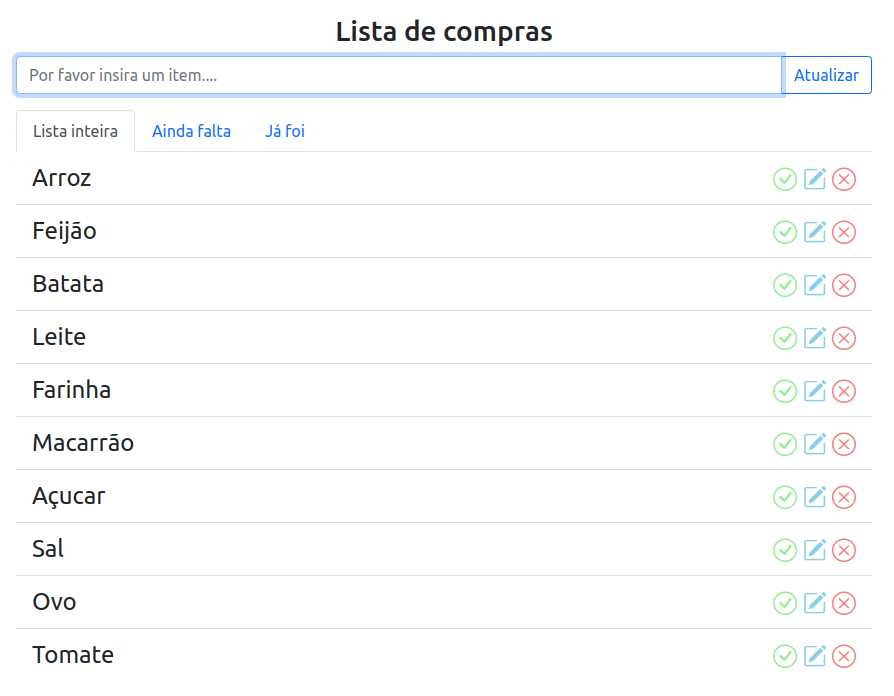 Lista de compras
Por favor insira um item....
Atualizar
Lista inteira
Ainda falta
Já foi
Arroz
Feijão
Batata
Leite
Farinha
Macarrão
Açucar
Sal
Ovo
Tomate